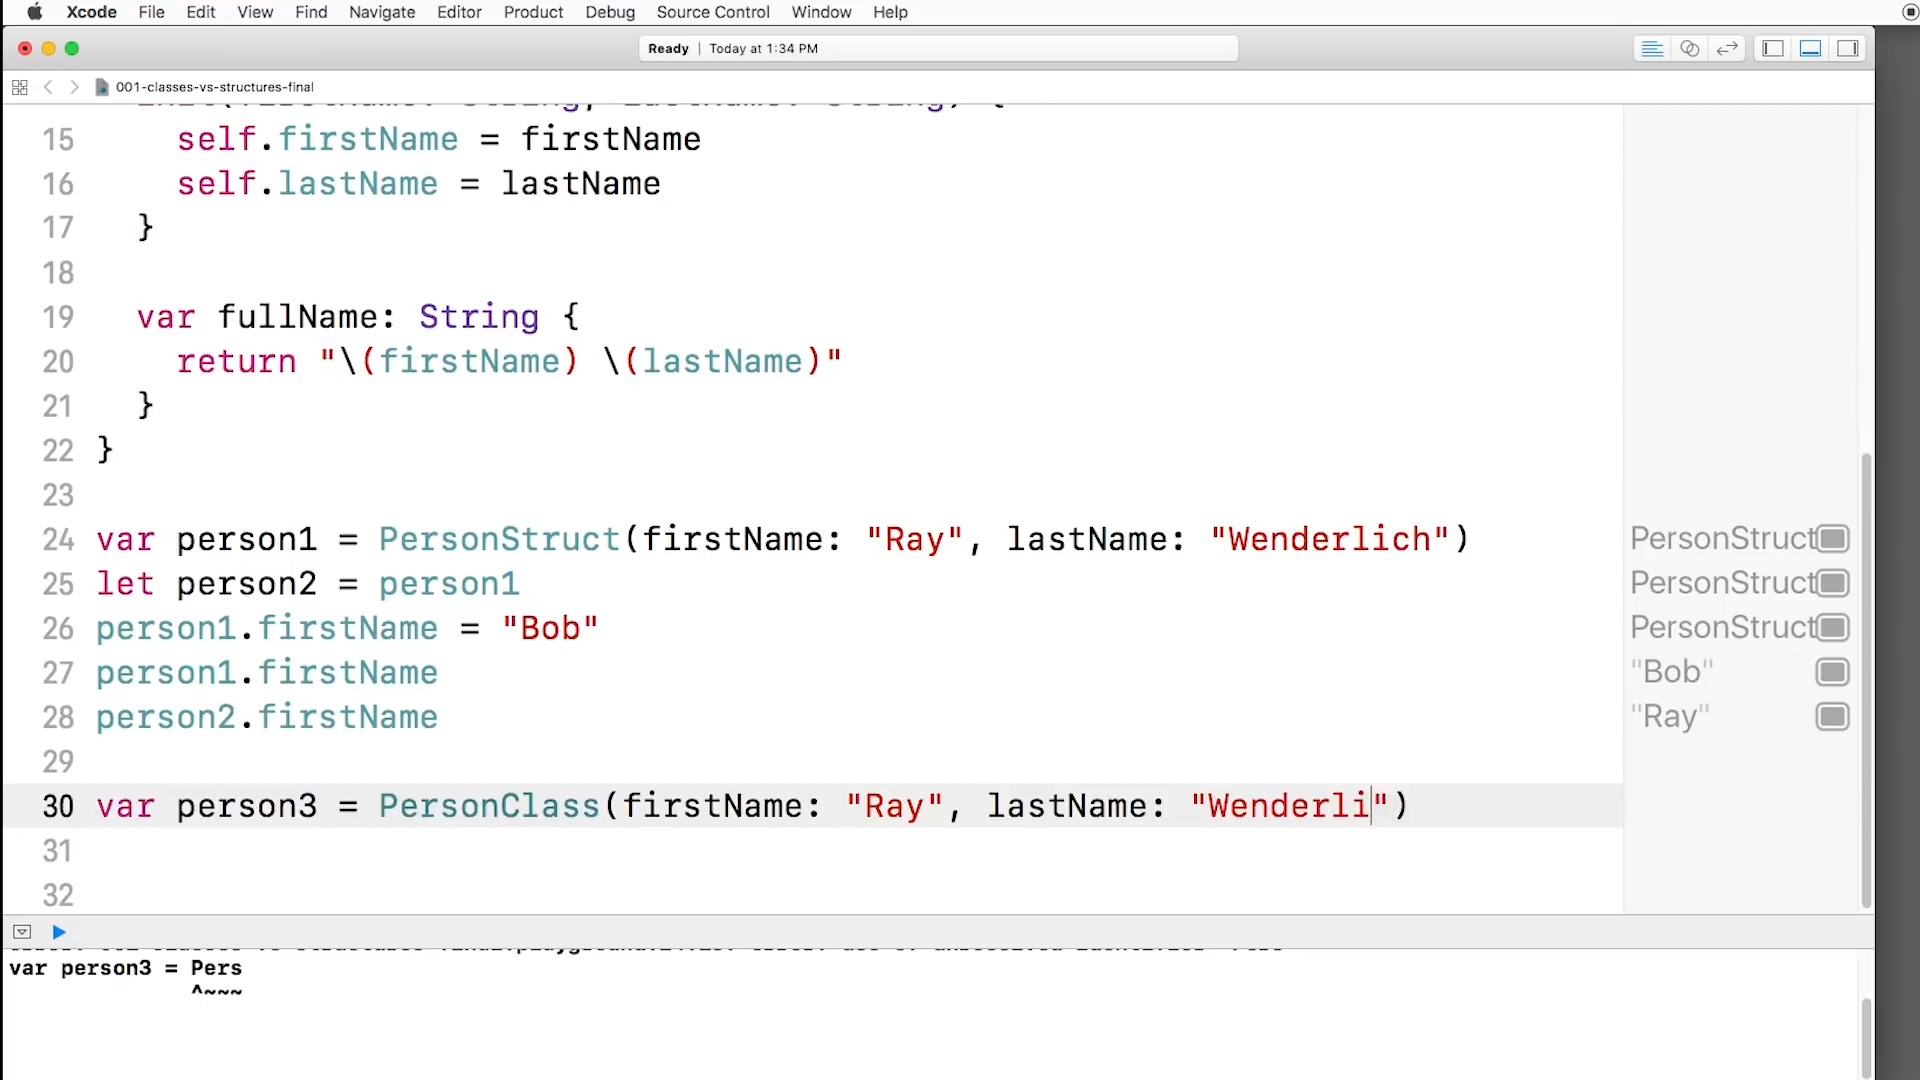 Xcode File Edit View Find Navigate Editor Product Debug Source Control Window Help
Ready | Today at 1:34 PM
001-classes-vs-structures-final
15 self.firstName = firstName
16 self.lastName = lastName
17 }
18
19 var fullName: String {
20 return "\(firstName) \(lastName)"
21 }
22 }
23
24 var person1 = PersonStruct(firstName: "Ray", lastName: "Wenderlich") PersonStruct
25 let person2 = person1 PersonStruct
26 person1.firstName = "Bob" PersonStruct
27 person1.firstName "Bob"
28 person2.firstName "Ray"
29
30 var person3 = PersonClass(firstName: "Ray", lastName: "Wenderli")
31
32
var person3 = Pers
^~~~